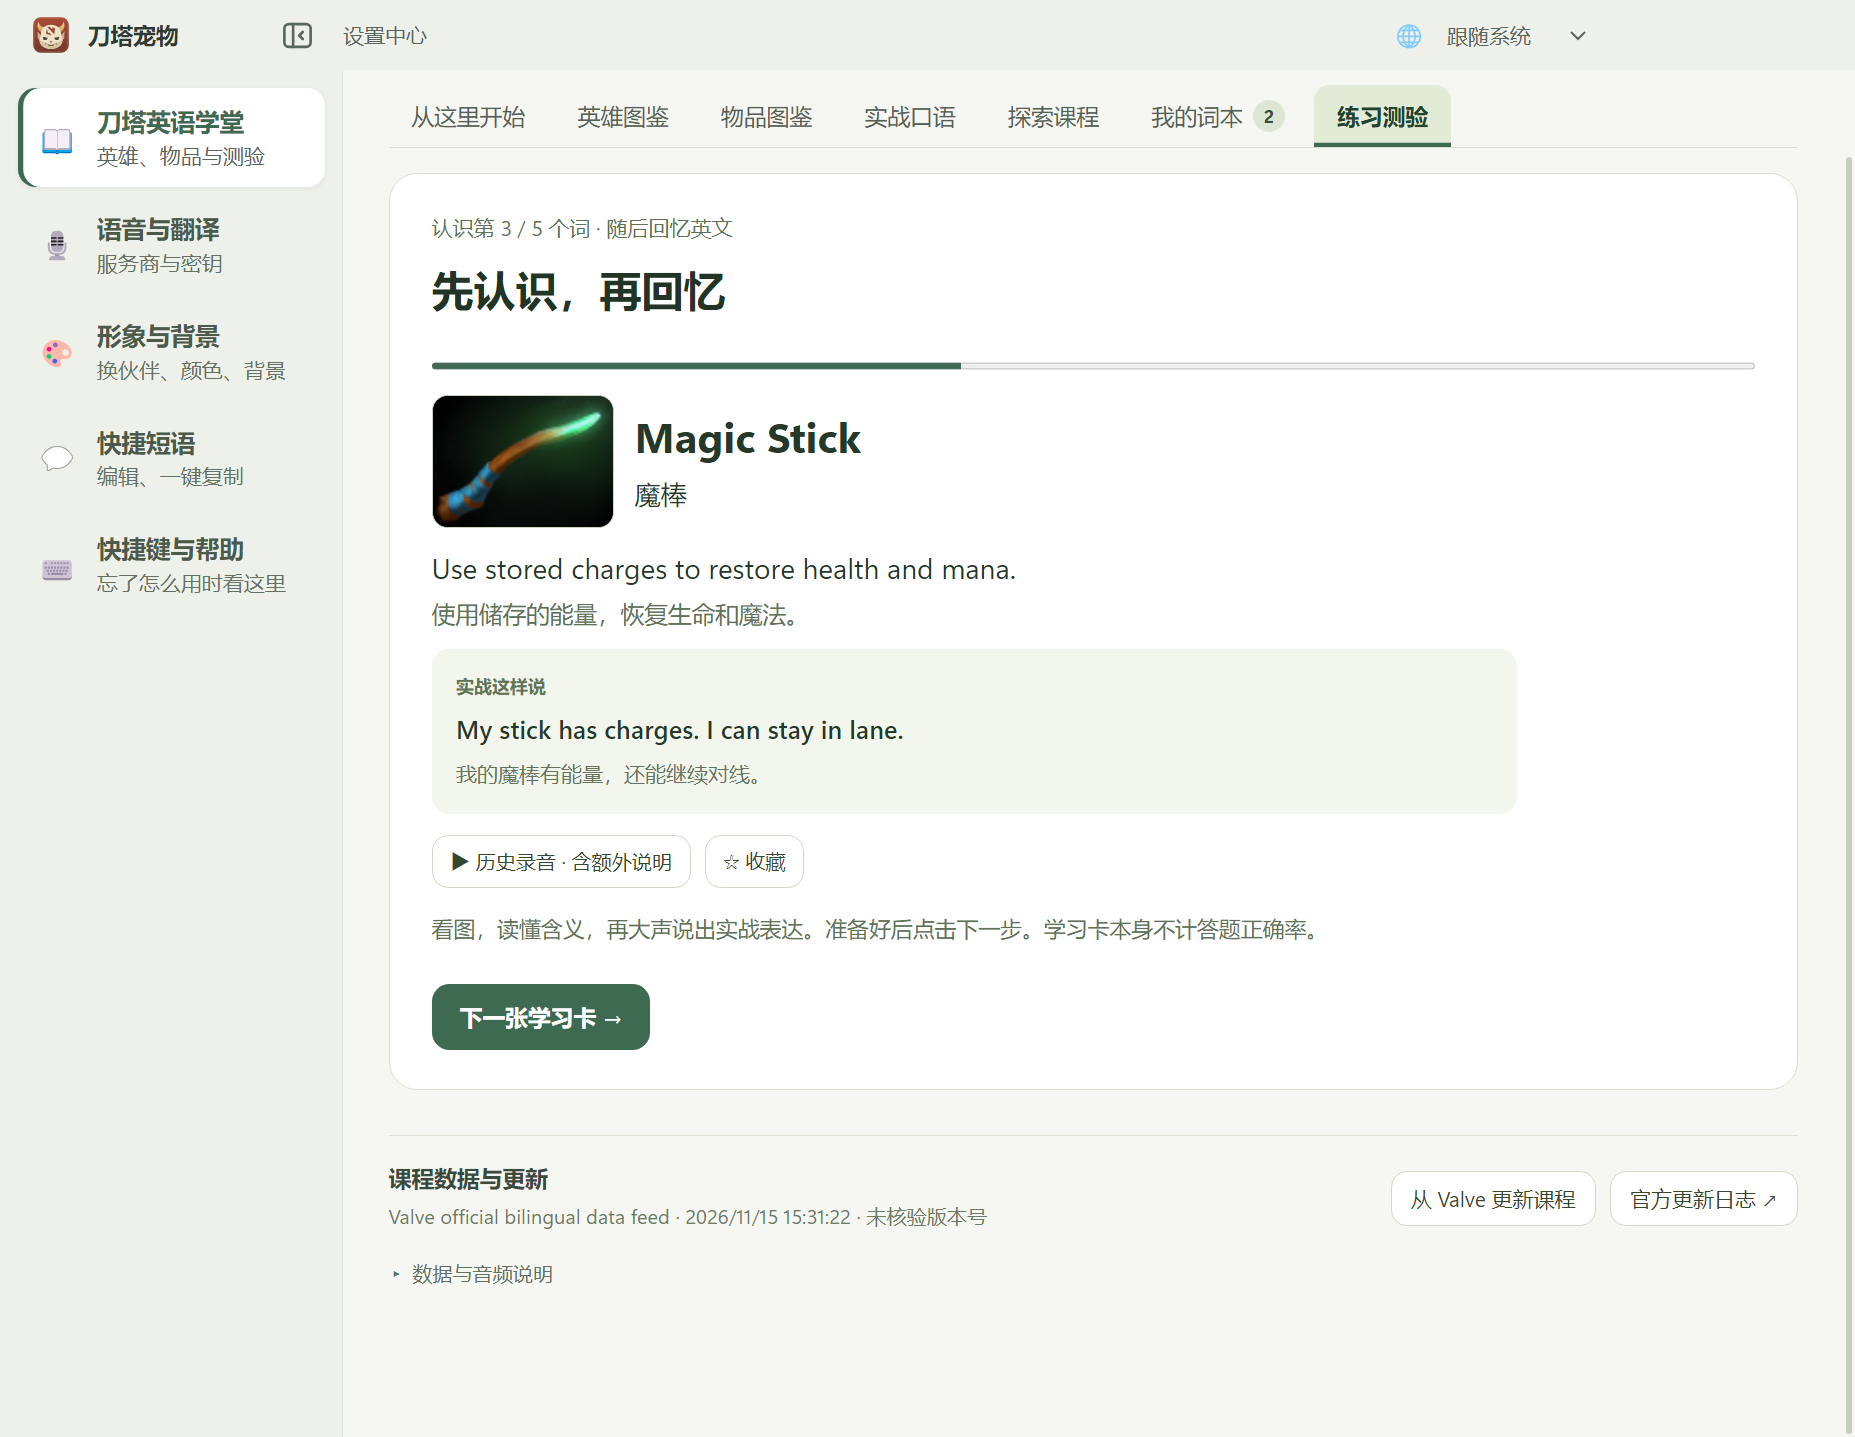 刀塔宠物
设置中心
跟随系统
刀塔英语学堂
英雄、物品与测验
语音与翻译
服务商与密钥
形象与背景
换伙伴、颜色、背景
快捷短语
编辑、一键复制
快捷键与帮助
忘了怎么用时看这里
从这里开始 英雄图鉴 物品图鉴 实战口语 探索课程 我的词本 2 练习测验
认识第 3 / 5 个词 · 随后回忆英文
先认识，再回忆
Magic Stick
魔棒
Use stored charges to restore health and mana.
使用储存的能量，恢复生命和魔法。
实战这样说
My stick has charges. I can stay in lane.
我的魔棒有能量，还能继续对线。
▶ 历史录音 · 含额外说明
☆ 收藏
看图，读懂含义，再大声说出实战表达。准备好后点击下一步。学习卡本身不计答题正确率。
下一张学习卡 →
课程数据与更新
Valve official bilingual data feed · 2026/11/15 15:31:22 · 未核验版本号
从 Valve 更新课程
官方更新日志 ↗
▸ 数据与音频说明